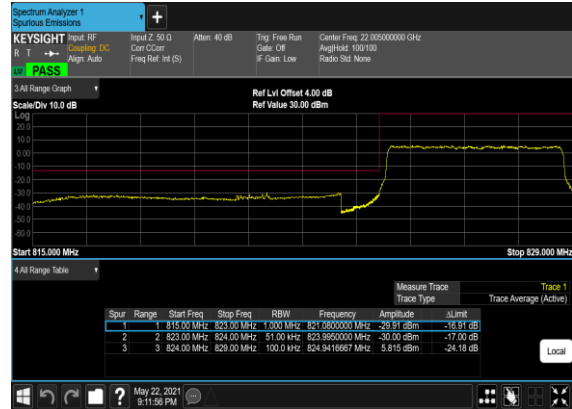 Spectrum Analyzer 1
Spurious Emissions
+
KEYSIGHT Input: RF Input Z: 50 Ω Atten: 40 dB Trig: Free Run Center Freq: 22.005000000 GHz
R T Coupling: DC Corr CCorr Gate: Off Avg|Hold: 100/100
Align: Auto Freq Ref: Int (S) IF Gain: Low Radio Std: None
LM PASS
3 All Range Graph
Ref Lvl Offset 4.00 dB
Scale/Div 10.0 dB Ref Value 30.00 dBm
Log
20.0
10.0
0.00
-10.0
-20.0
-30.0
-40.0
-50.0
-60.0
Start 815.000 MHz Stop 829.000 MHz
4 All Range Table
Measure Trace Trace 1
Trace Type Trace Average (Active)
Spur Range Start Freq Stop Freq RBW Frequency Amplitude ΔLimit
1 1 815.00 MHz 823.00 MHz 1.000 MHz 821.0800000 MHz -29.91 dBm -16.91 dB
2 2 823.00 MHz 824.00 MHz 51.00 kHz 823.9950000 MHz -30.00 dBm -17.00 dB
3 3 824.00 MHz 829.00 MHz 100.0 kHz 824.9416667 MHz 5.815 dBm -24.18 dB
Local
? May 22, 2021
9:11:56 PM